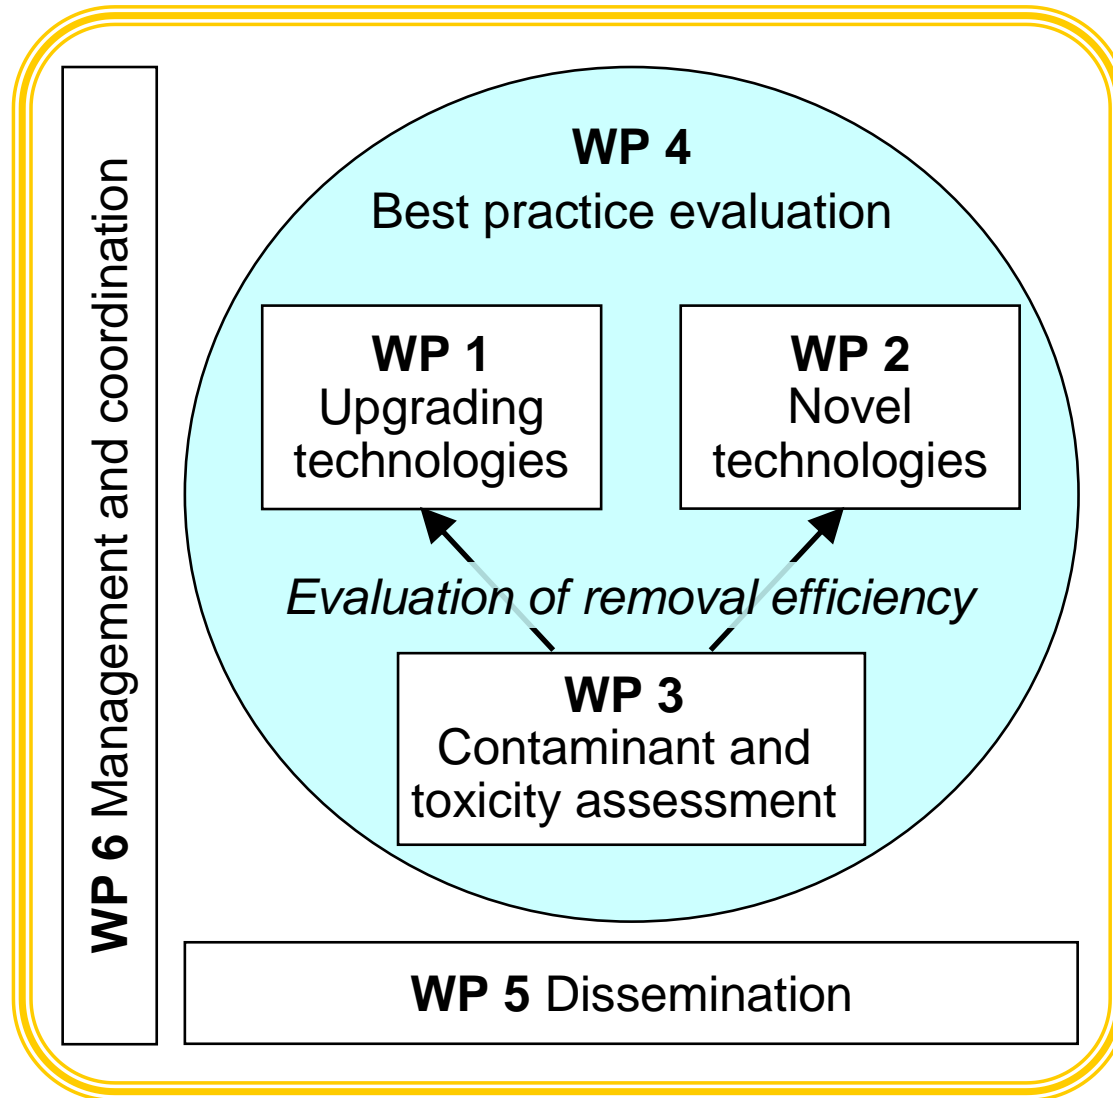 WP 6 Management and coordination
WP 4
Best practice evaluation
WP 1
Upgrading
technologies
WP 2
Novel
technologies
Evaluation of removal efficiency
WP 3
Contaminant and
toxicity assessment
WP 5 Dissemination